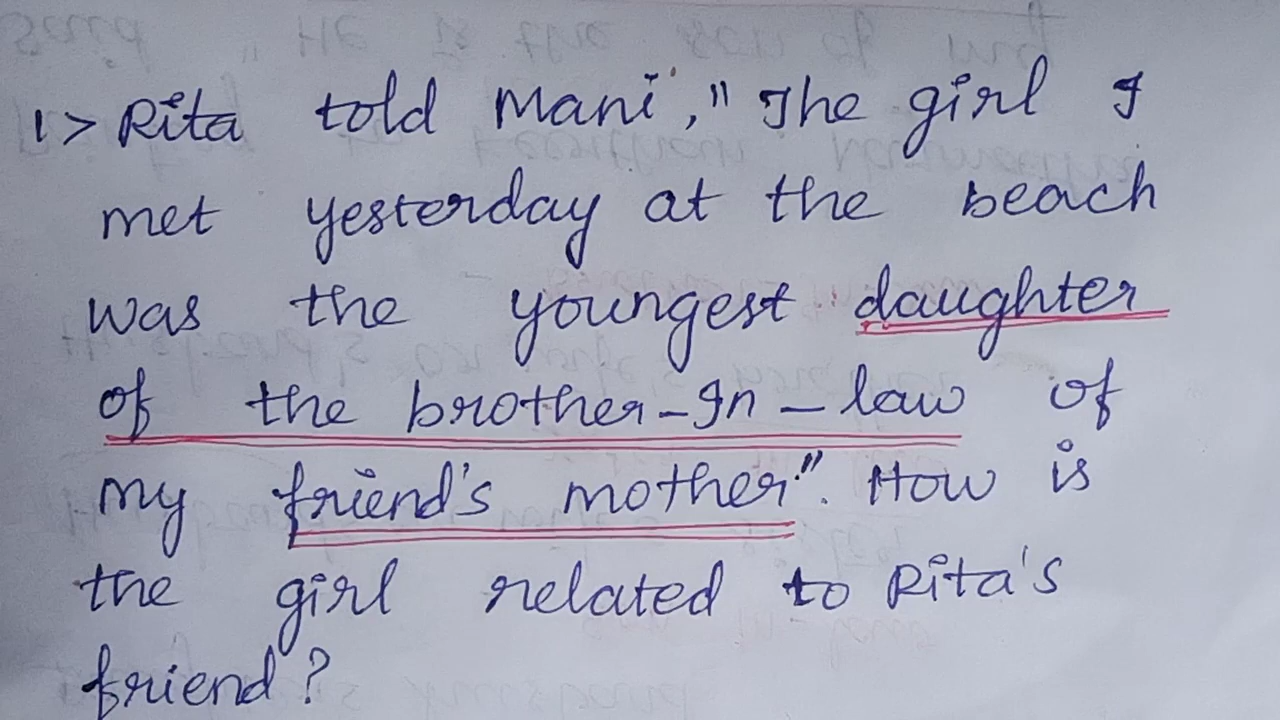 1> Rita told Mani, "The girl I
met yesterday at the beach
was the youngest daughter
of the brother-In-law of
my friend's mother". How is
the girl related to Rita's
friend?